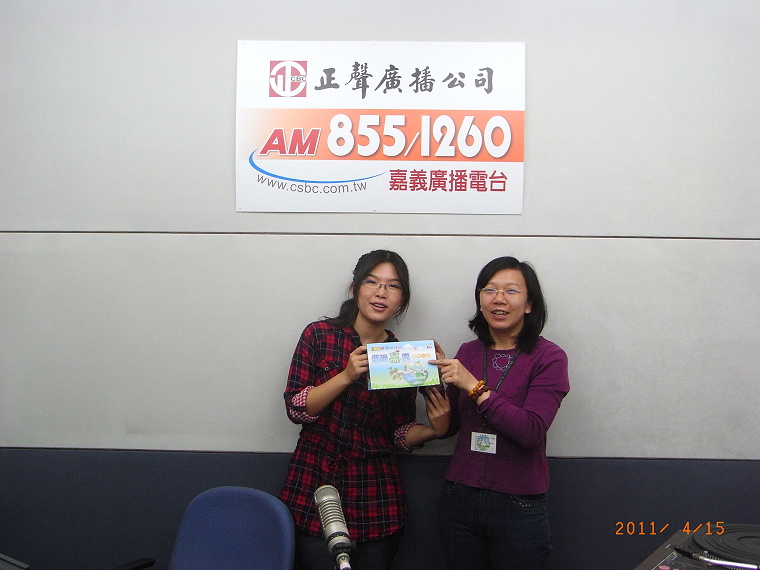 CBC 正聲廣播公司
AM 855/1260
www.csbc.com.tw 嘉義廣播電台
2011/ 4/15